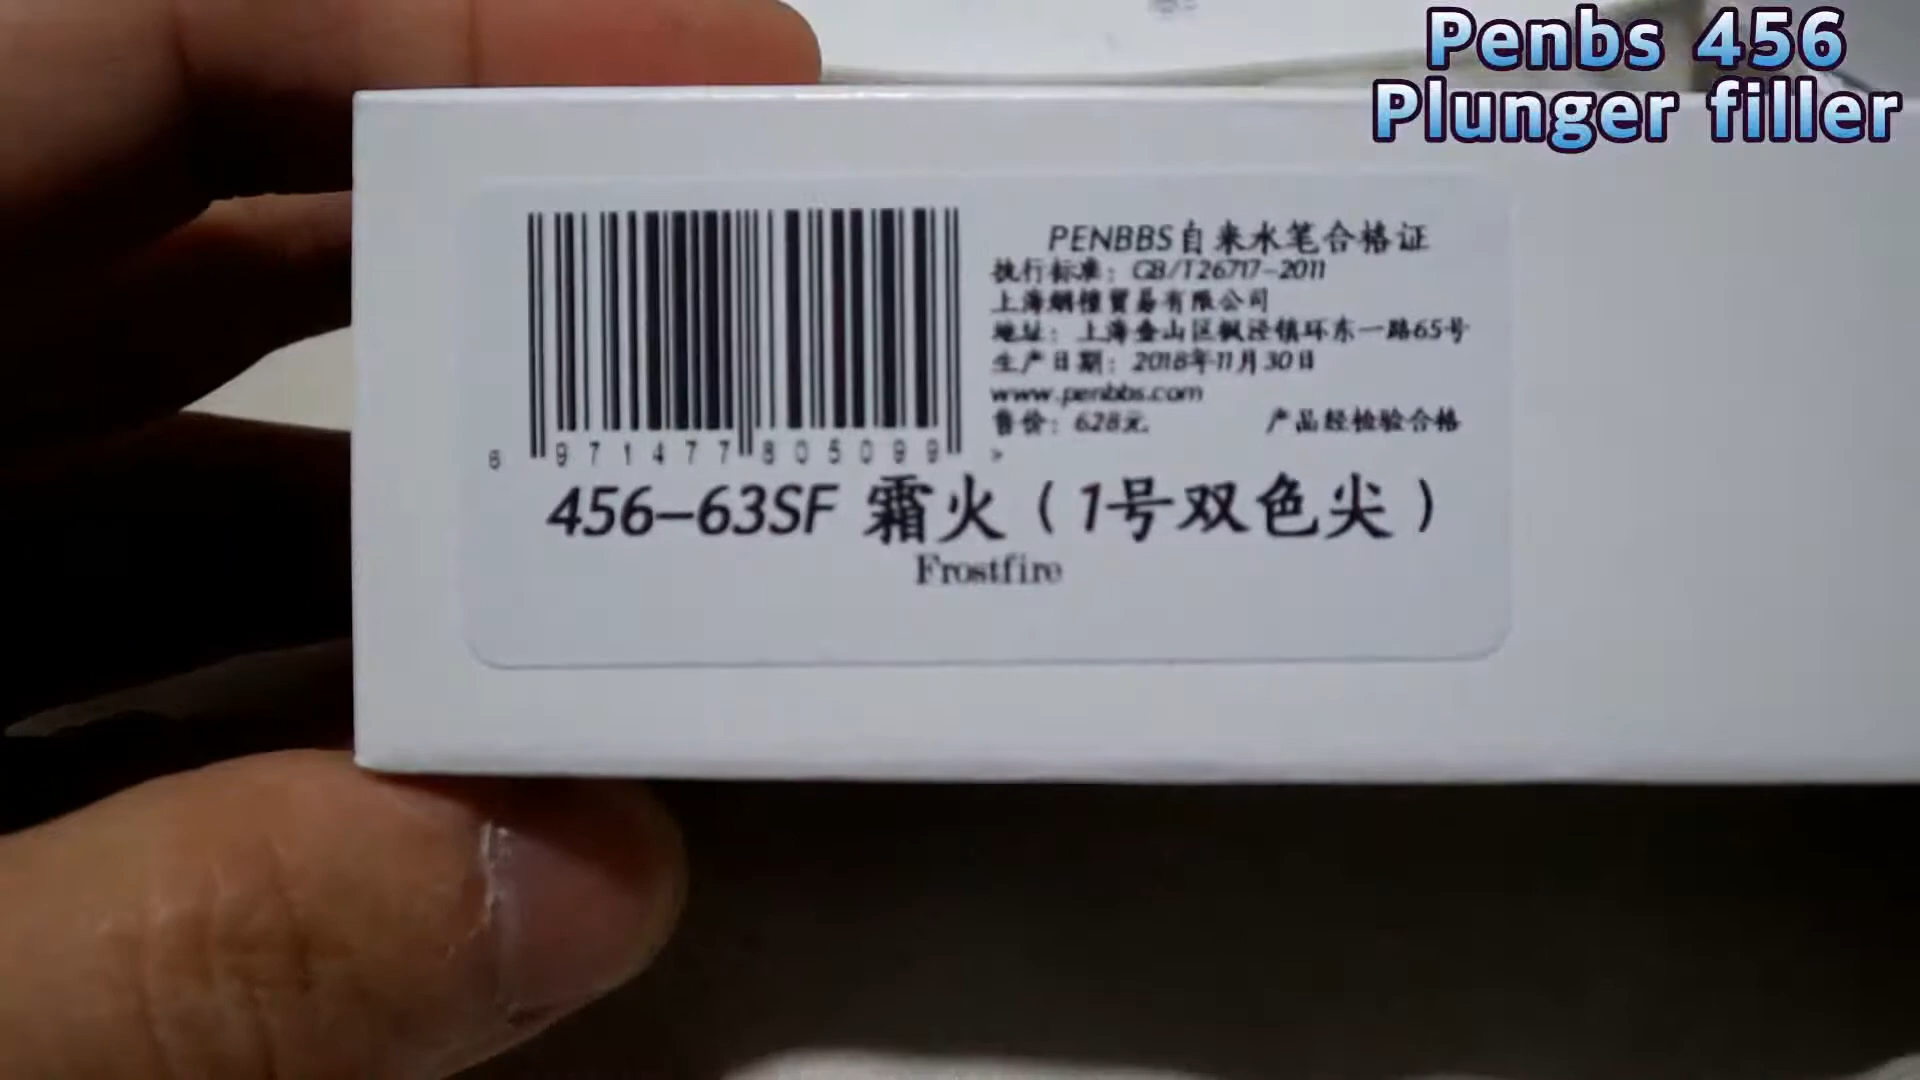 Penbs 456
Plunger filler
PENBBS自来水笔合格证
执行标准：GB/T26717-2011
上海烟幢贸易有限公司
地址：上海金山区枫泾镇环东一路65号
生产日期：2018年11月30日
www.penbbs.com
售价：628元 产品经检验合格
6 971477 805099 >
456-63SF 霜火（1号双色尖）
Frostfire